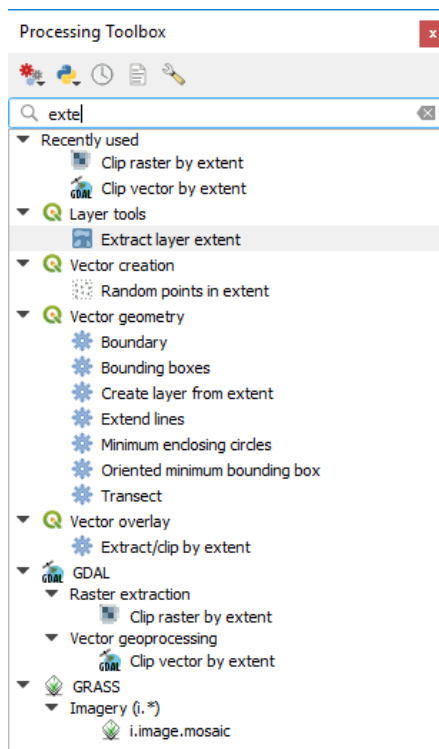 Processing Toolbox
x
exte
Recently used
Clip raster by extent
GDAL Clip vector by extent
Layer tools
Extract layer extent
Vector creation
Random points in extent
Vector geometry
Boundary
Bounding boxes
Create layer from extent
Extend lines
Minimum enclosing circles
Oriented minimum bounding box
Transect
Vector overlay
Extract/clip by extent
GDAL GDAL
Raster extraction
Clip raster by extent
Vector geoprocessing
GDAL Clip vector by extent
GRASS
Imagery (i.*)
i.image.mosaic